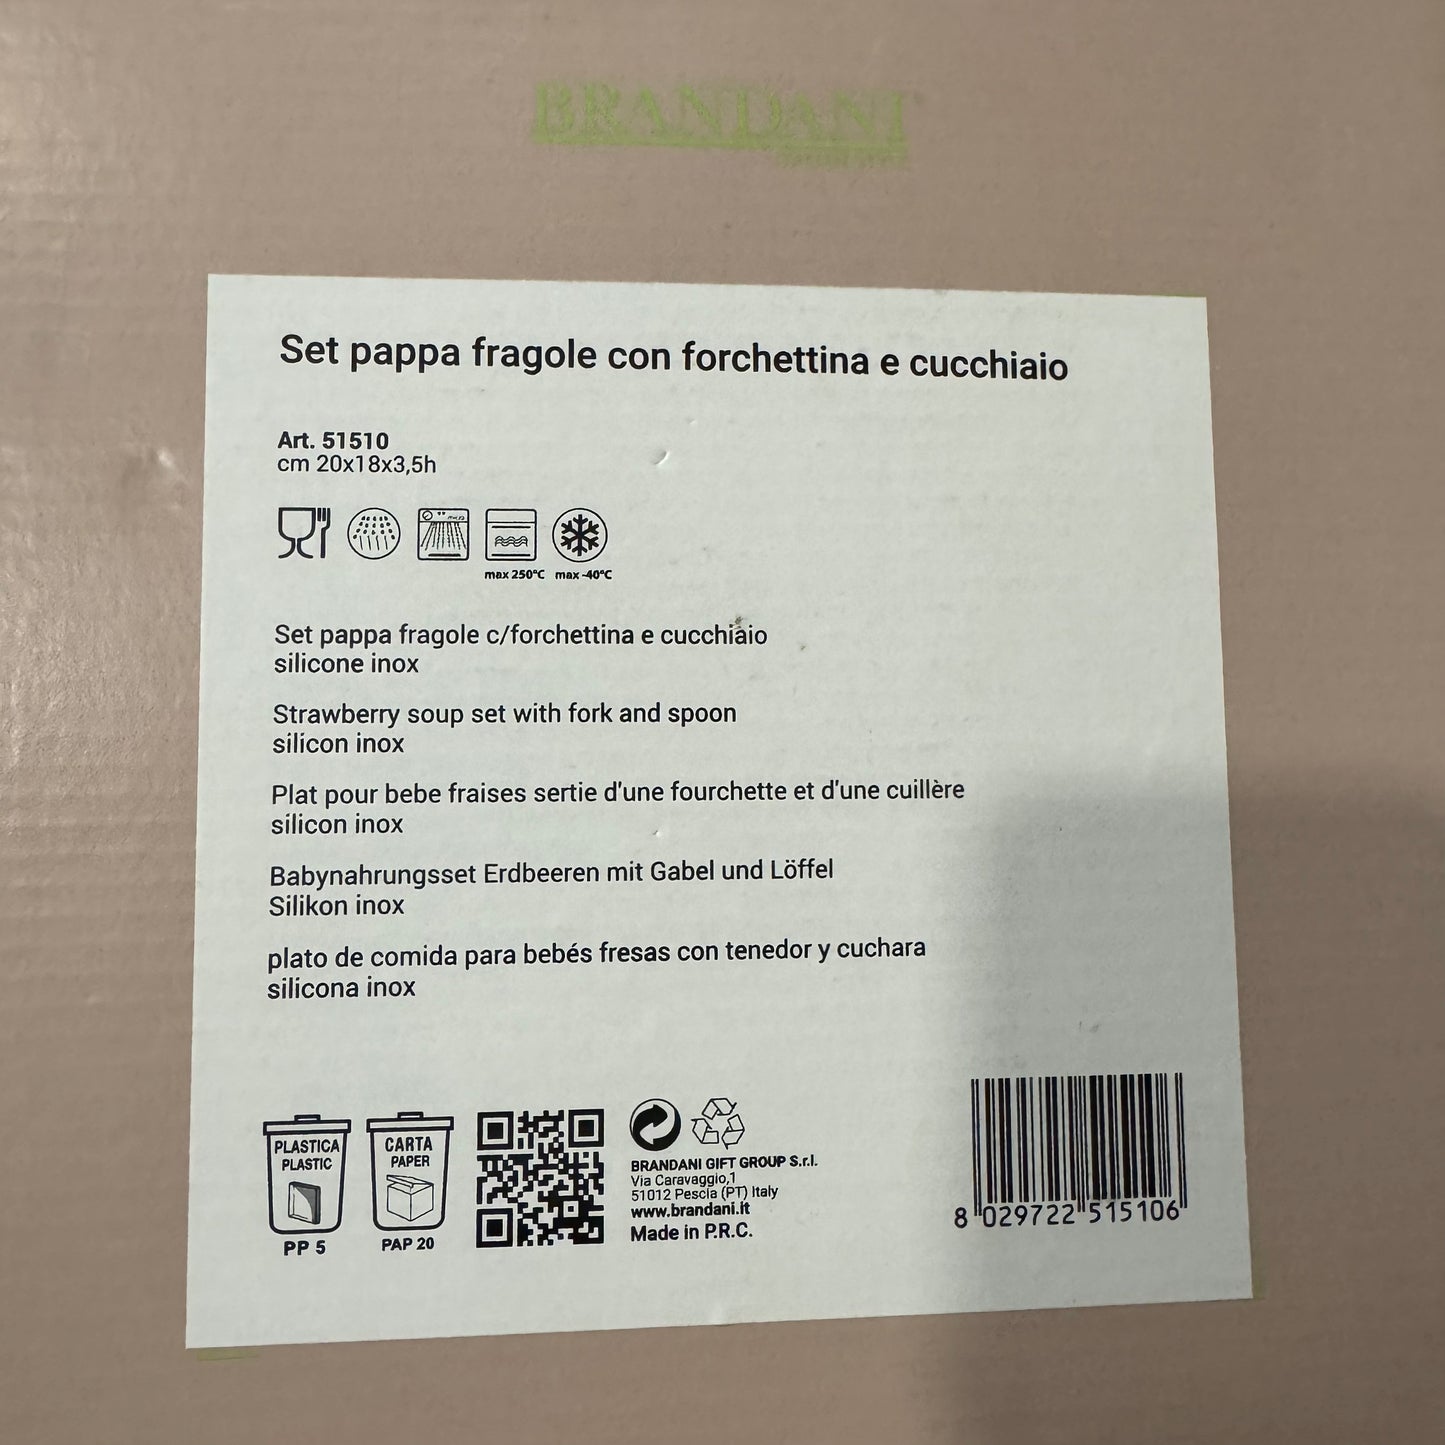 BRANDANI
Set pappa fragole con forchettina e cucchiaio
Art. 51510
cm 20x18x3,5h
max 250°C max -40°C
Set pappa fragole c/forchettina e cucchiaio
silicone inox
Strawberry soup set with fork and spoon
silicon inox
Plat pour bebe fraises sertie d'une fourchette et d'une cuillère
silicon inox
Babynahrungsset Erdbeeren mit Gabel und Löffel
Silikon inox
plato de comida para bebés fresas con tenedor y cuchara
silicona inox
PLASTICA
PLASTIC
PP 5
CARTA
PAPER
PAP 20
BRANDANI GIFT GROUP S.r.l.
Via Caravaggio,1
51012 Pescia (PT) Italy
www.brandani.it
Made in P.R.C.
8 029722 515106